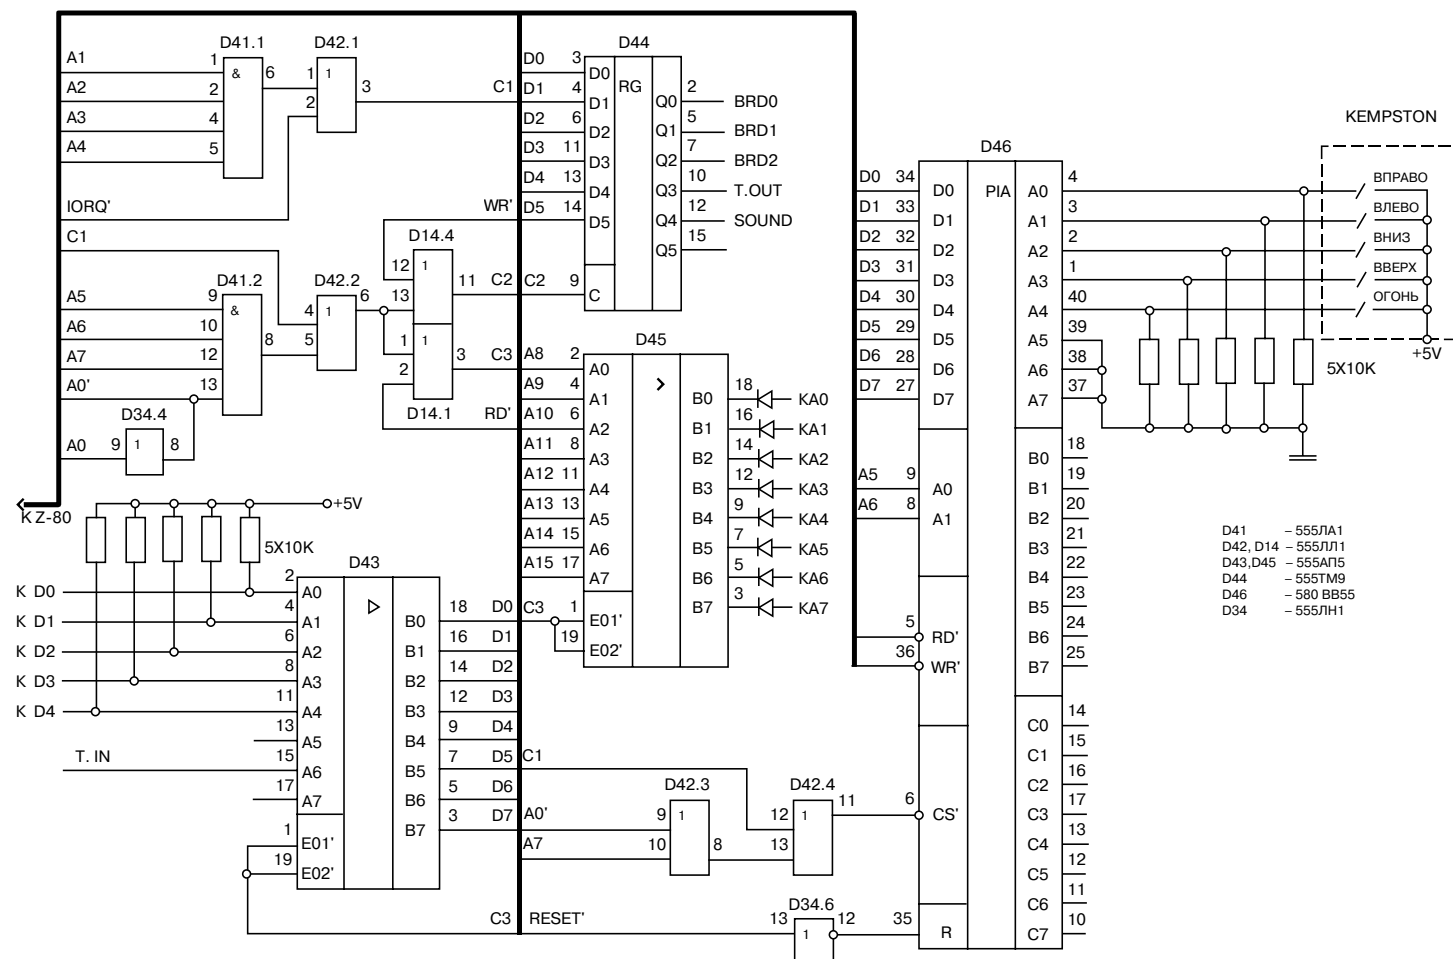 D41.1
D42.1
A1 1
& 6 1 1 3 C1
A2 2
2
A3 4
A4 5
IORQ'
C1
WR'
D14.4
12 1 11 C2
13
D41.2
D42.2
A5 9
& 8 4 1 6
A6 10
5
A7 12
A0' 13
1 1 3 C3
2
D14.1
RD'
D34.4
A0 9 1 8
K Z-80
+5V
5X10K
D43
K D0 2 A0
K D1 4 A1
K D2 6 A2
K D3 8 A3
K D4 11 A4
13 A5
T. IN 15 A6
17 A7
1 E01'
19 E02'
B0 18 D0
B1 16 D1
B2 14 D2
B3 12 D3
B4 9 D4
B5 7 D5
B6 5 D6
B7 3 D7
C3
D44
RG
D0 3 D0
D1 4 D1
D2 6 D2
D3 11 D3
D4 13 D4
D5 14 D5
C2 9 C
Q0 2 BRD0
Q1 5 BRD1
Q2 7 BRD2
Q3 10 T.OUT
Q4 12 SOUND
Q5 15
D45
A8 2 A0
A9 4 A1
A10 6 A2
A11 8 A3
A12 11 A4
A13 13 A5
A14 15 A6
A15 17 A7
C3 1 E01'
19 E02'
B0 18 KA0
B1 16 KA1
B2 14 KA2
B3 12 KA3
B4 9 KA4
B5 7 KA5
B6 5 KA6
B7 3 KA7
C1
D42.3
D42.4
A0' 9 1 8
A7 10
12 1 11
13
RESET'
D34.6
13 1 12
D46
PIA
D0 34 D0
D1 33 D1
D2 32 D2
D3 31 D3
D4 30 D4
D5 29 D5
D6 28 D6
D7 27 D7
A5 9 A0
A6 8 A1
5 RD'
36 WR'
6 CS'
35 R
A0 4
A1 3
A2 2
A3 1
A4 40
A5 39
A6 38
A7 37
B0 18
B1 19
B2 20
B3 21
B4 22
B5 23
B6 24
B7 25
C0 14
C1 15
C2 16
C3 17
C4 13
C5 12
C6 11
C7 10
KEMPSTON
ВПРАВО
ВЛЕВО
ВНИЗ
ВВЕРХ
ОГОНЬ
+5V
5X10K
D41 – 555ЛА1
D42, D14 – 555ЛЛ1
D43,D45 – 555АП5
D44 – 555ТМ9
D46 – 580 ВВ55
D34 – 555ЛН1